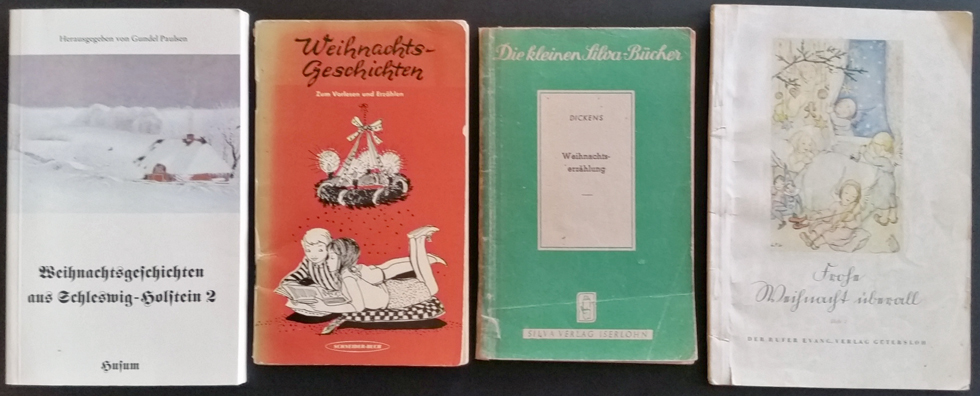 Herausgegeben von Gundel Paulsen
Weihnachtsgeschichten
aus Schleswig-Holstein 2
Husum
Weihnachts-
Geschichten
Zum Vorlesen und Erzählen
SCHNEIDER-BUCH
Die kleinen Silva-Bücher
DICKENS
Weihnachts-
erzählung
SILVA VERLAG ISERLOHN
Frohe
Weihnacht überall
DER RUFER EVANG. VERLAG GÜTERSLOH